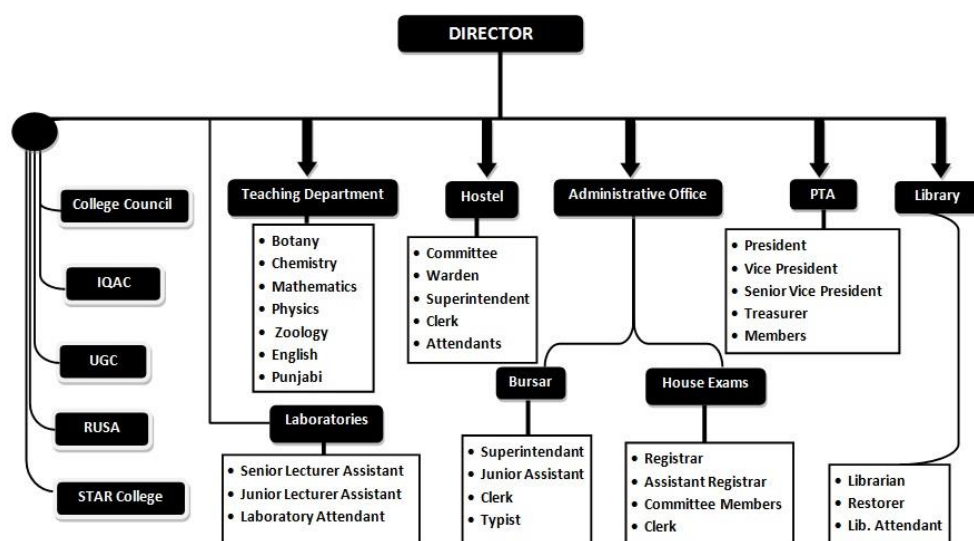 DIRECTOR
College Council
IQAC
UGC
RUSA
STAR College
Teaching Department
• Botany
• Chemistry
• Mathematics
• Physics
• Zoology
• English
• Punjabi
Laboratories
• Senior Lecturer Assistant
• Junior Lecturer Assistant
• Laboratory Attendant
Hostel
• Committee
• Warden
• Superintendent
• Clerk
• Attendants
Administrative Office
Bursar
• Superintendant
• Junior Assistant
• Clerk
• Typist
House Exams
• Registrar
• Assistant Registrar
• Committee Members
• Clerk
PTA
• President
• Vice President
• Senior Vice President
• Treasurer
• Members
Library
• Librarian
• Restorer
• Lib. Attendant